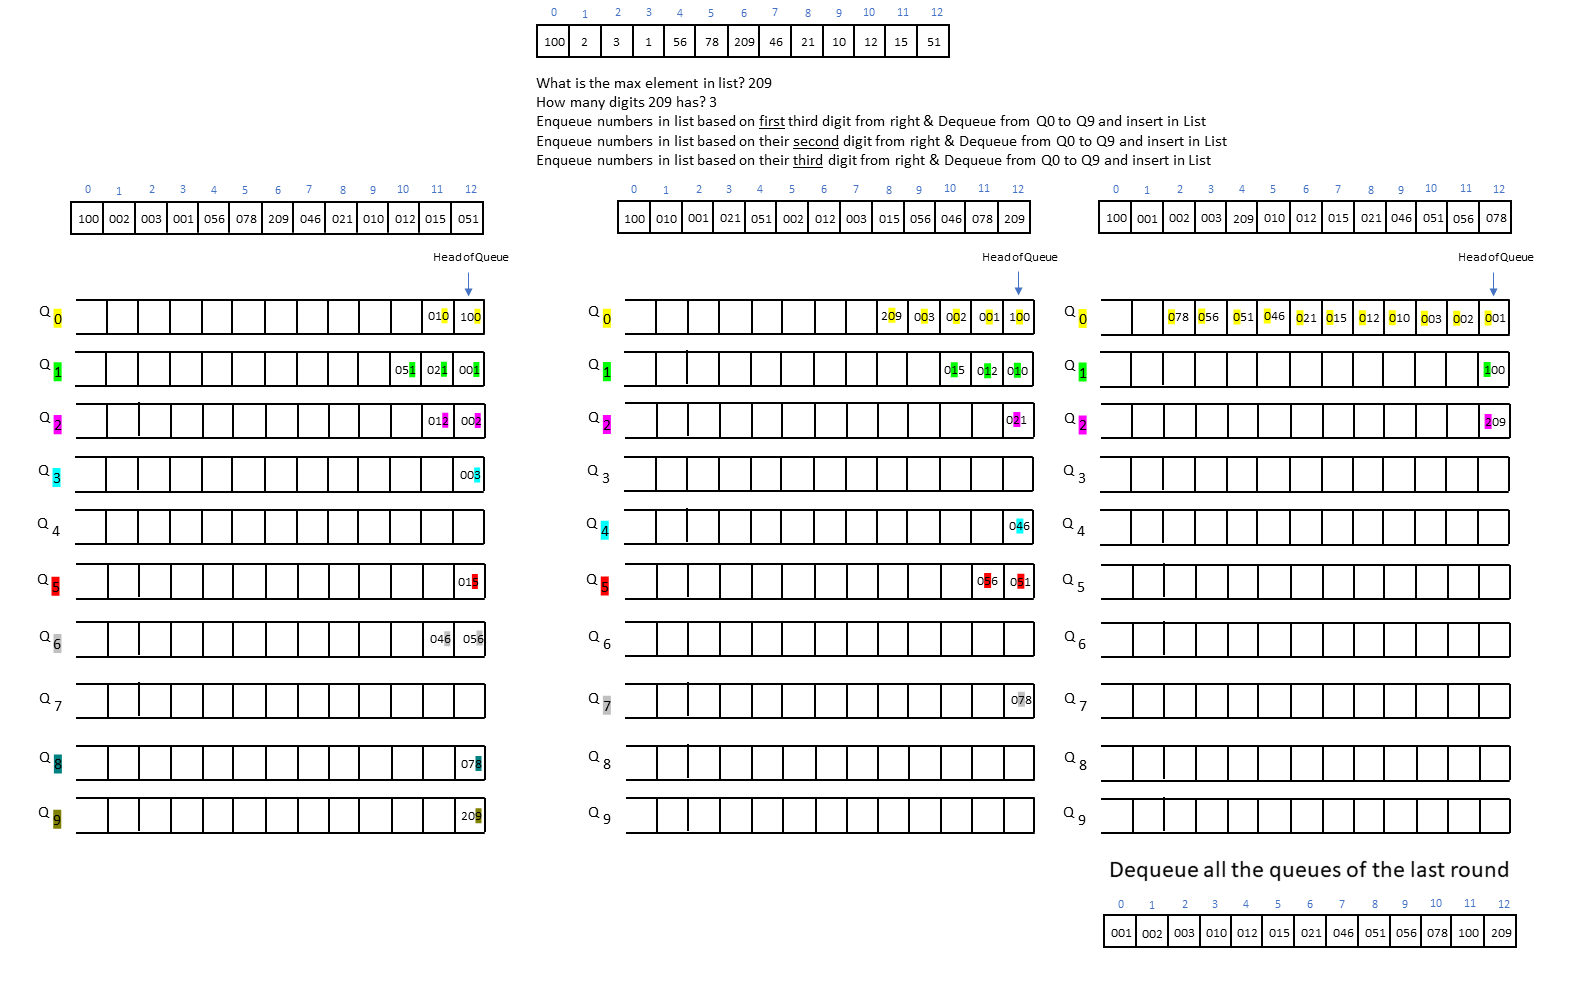 0 1 2 3 4 5 6 7 8 9 10 11 12
100 2 3 1 56 78 209 46 21 10 12 15 51
What is the max element in list? 209
How many digits 209 has? 3
Enqueue numbers in list based on first third digit from right & Dequeue from Q0 to Q9 and insert in List
Enqueue numbers in list based on their second digit from right & Dequeue from Q0 to Q9 and insert in List
Enqueue numbers in list based on their third digit from right & Dequeue from Q0 to Q9 and insert in List
0 1 2 3 4 5 6 7 8 9 10 11 12
100 002 003 001 056 078 209 046 021 010 012 015 051
Head of Queue
Q 0 010 100
Q 1 051 021 001
Q 2 012 002
Q 3 003
Q 4
Q 5 015
Q 6 046 056
Q 7
Q 8 078
Q 9 209
0 1 2 3 4 5 6 7 8 9 10 11 12
100 010 001 021 051 002 012 003 015 056 046 078 209
Head of Queue
Q 0 209 003 002 001 100
Q 1 015 012 010
Q 2 021
Q 3
Q 4 046
Q 5 056 051
Q 6
Q 7 078
Q 8
Q 9
0 1 2 3 4 5 6 7 8 9 10 11 12
100 001 002 003 209 010 012 015 021 046 051 056 078
Head of Queue
Q 0 078 056 051 046 021 015 012 010 003 002 001
Q 1 100
Q 2 209
Q 3
Q 4
Q 5
Q 6
Q 7
Q 8
Q 9
Dequeue all the queues of the last round
0 1 2 3 4 5 6 7 8 9 10 11 12
001 002 003 010 012 015 021 046 051 056 078 100 209